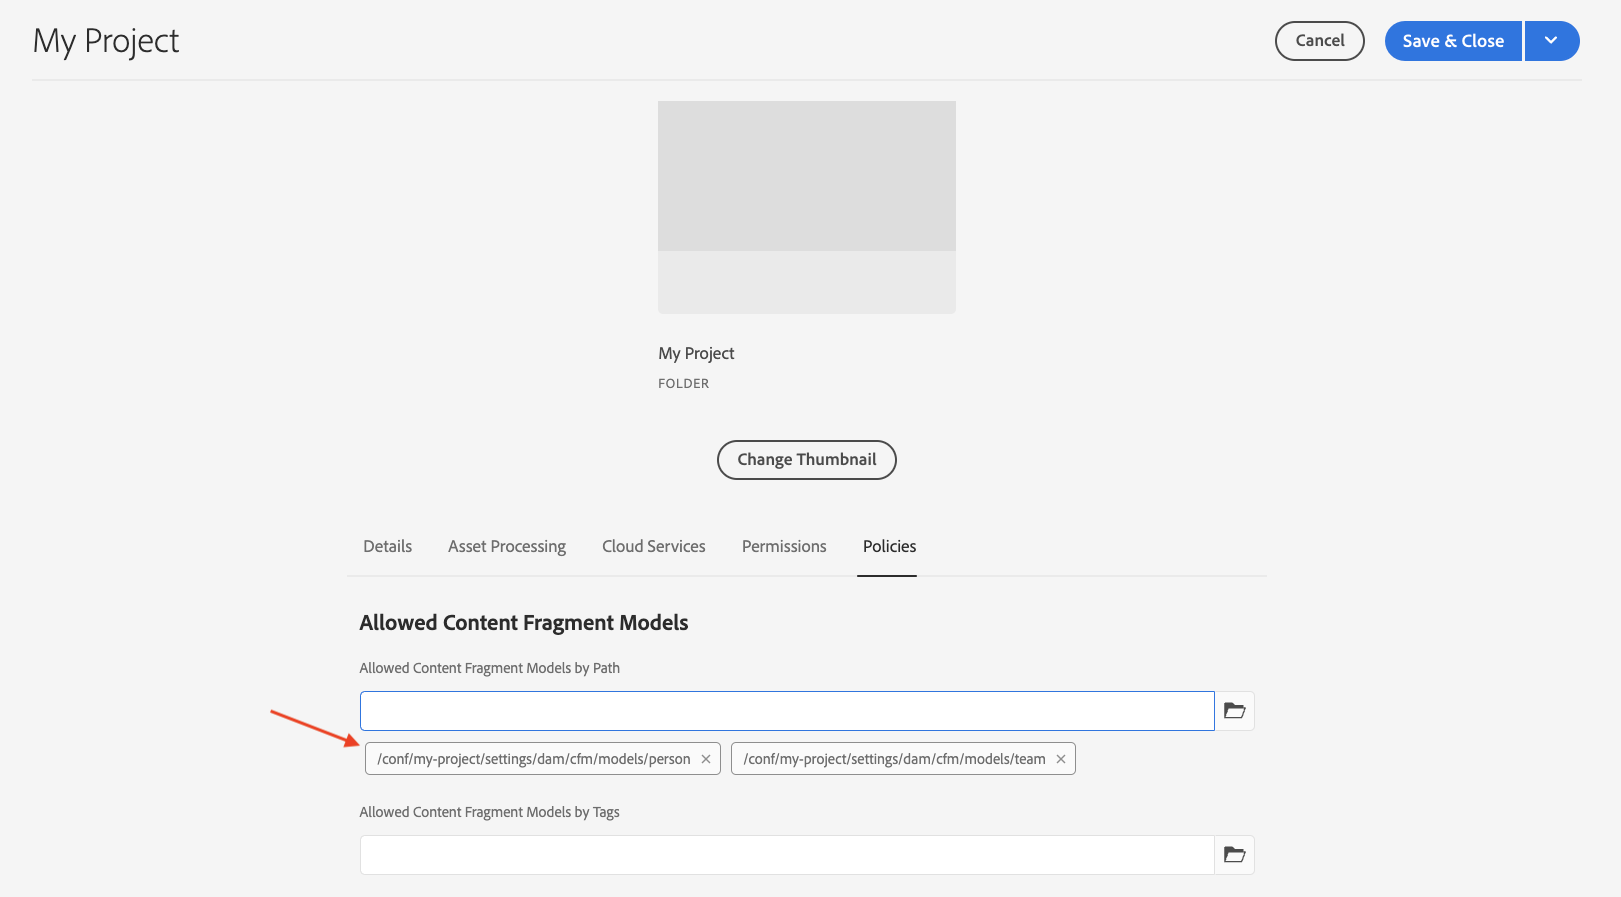 My Project
Cancel
Save & Close
My Project
FOLDER
Change Thumbnail
Details Asset Processing Cloud Services Permissions Policies
Allowed Content Fragment Models
Allowed Content Fragment Models by Path
/conf/my-project/settings/dam/cfm/models/person × /conf/my-project/settings/dam/cfm/models/team ×
Allowed Content Fragment Models by Tags